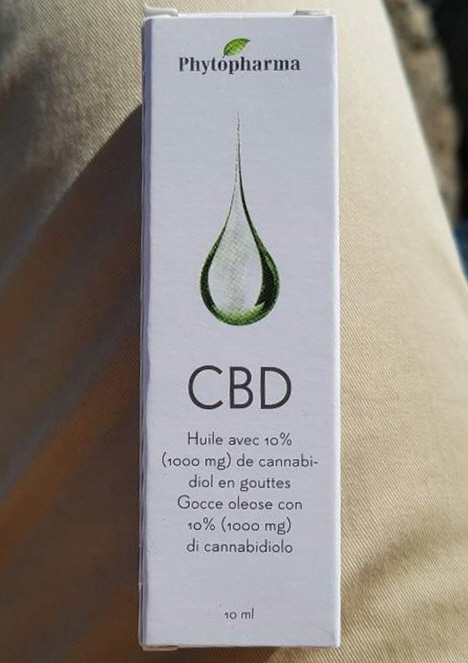 Phytopharma
CBD
Huile avec 10%
(1000 mg) de cannabi-
diol en gouttes
Gocce oleose con
10% (1000 mg)
di cannabidiolo
10 ml